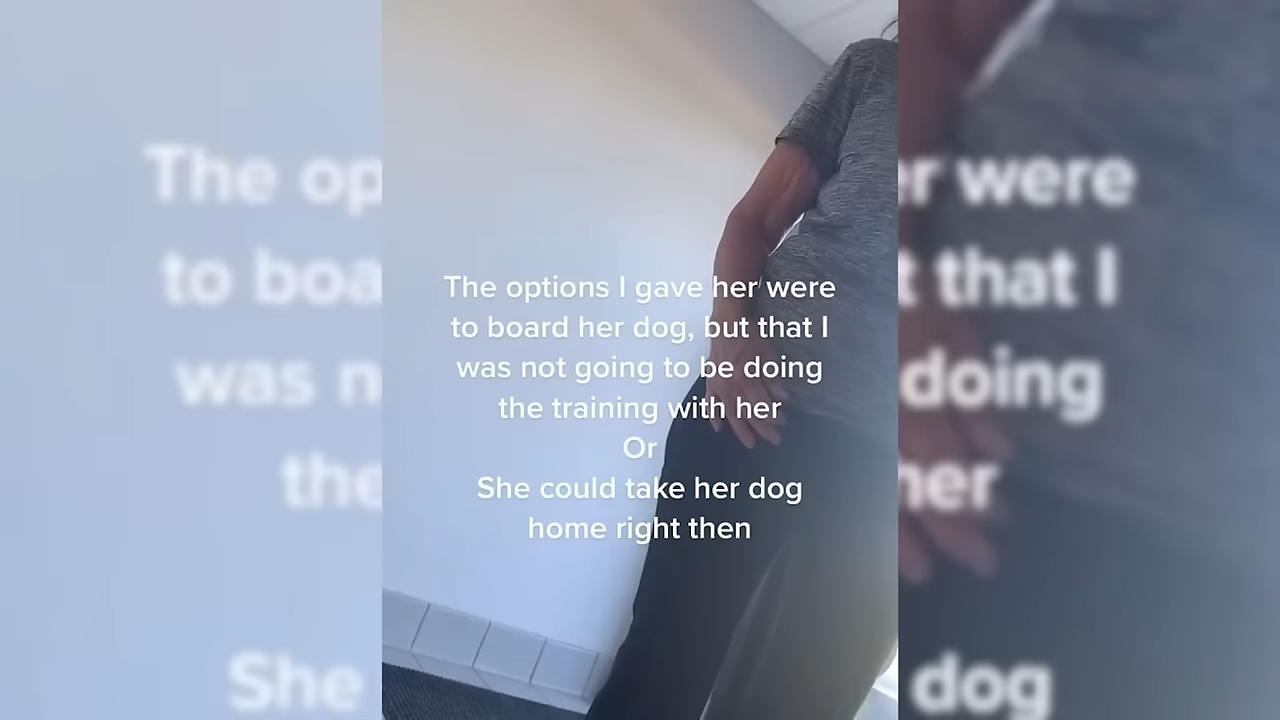 The options I gave her were
to board her dog, but that I
was not going to be doing
the training with her
Or
She could take her dog
home right then